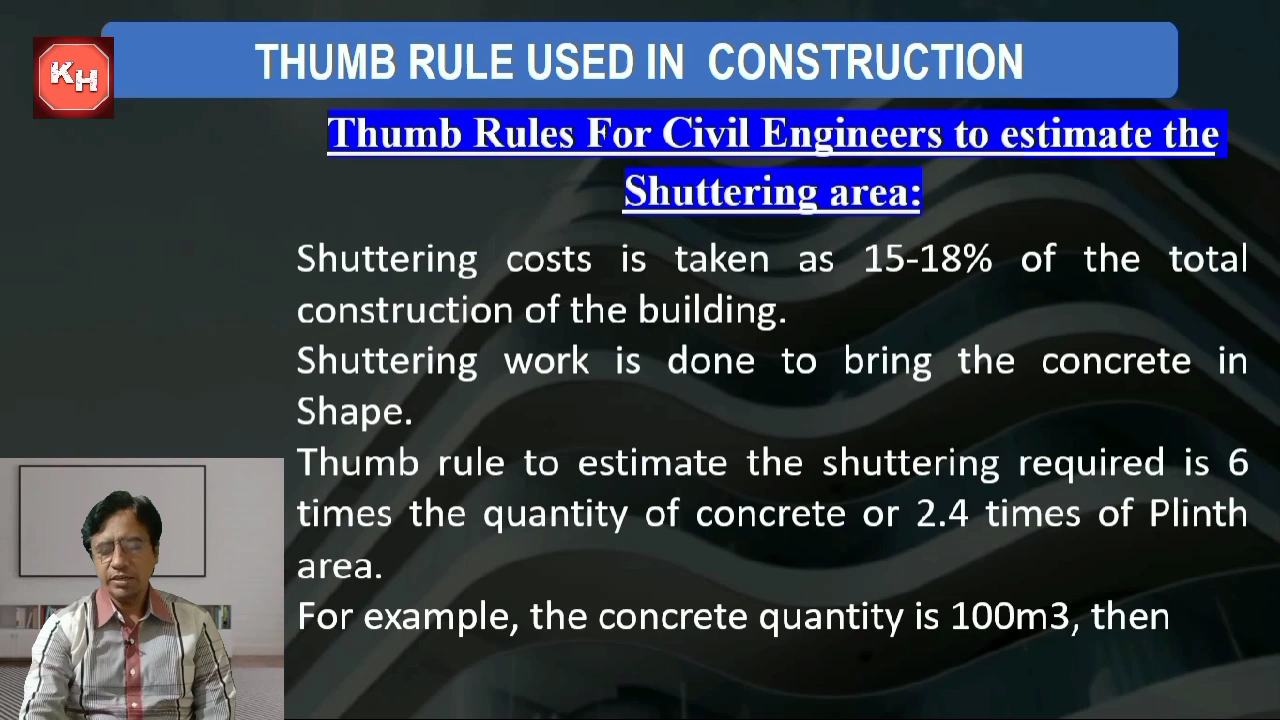 KH
THUMB RULE USED IN CONSTRUCTION
Thumb Rules For Civil Engineers to estimate the
Shuttering area:
Shuttering costs is taken as 15-18% of the total
construction of the building.
Shuttering work is done to bring the concrete in
Shape.
Thumb rule to estimate the shuttering required is 6
times the quantity of concrete or 2.4 times of Plinth
area.
For example, the concrete quantity is 100m3, then